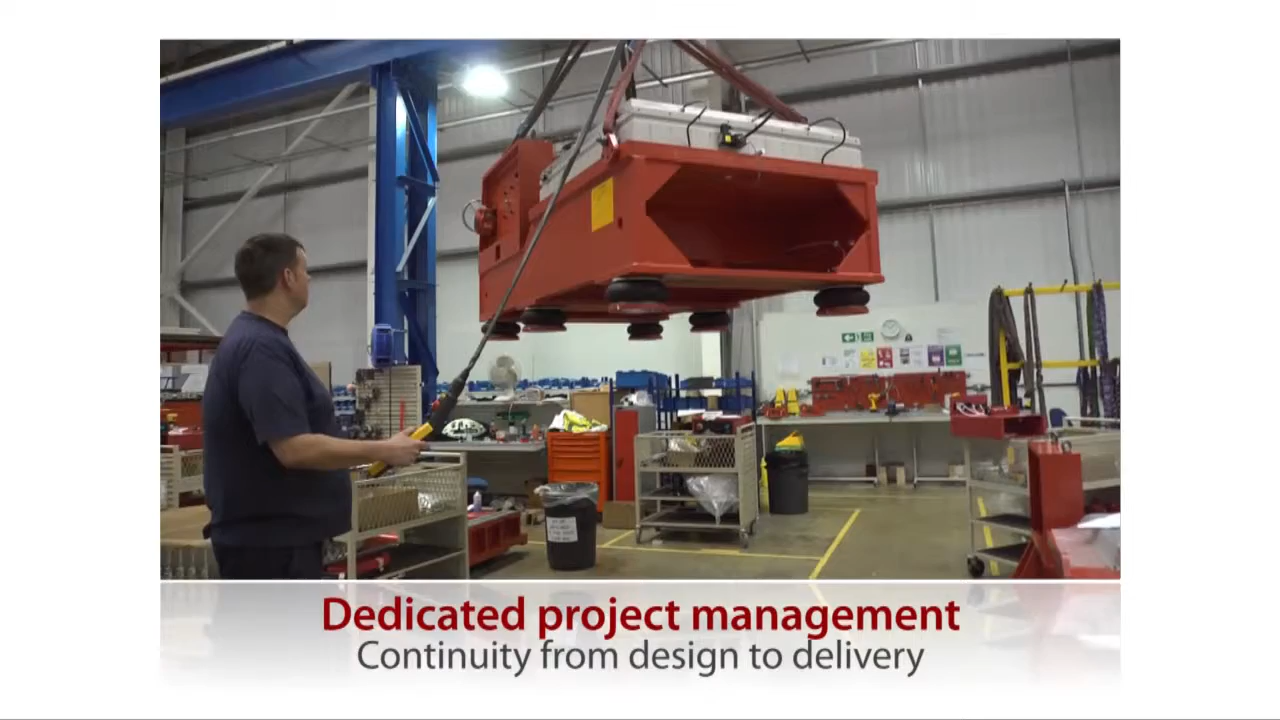 Dedicated project management
Continuity from design to delivery